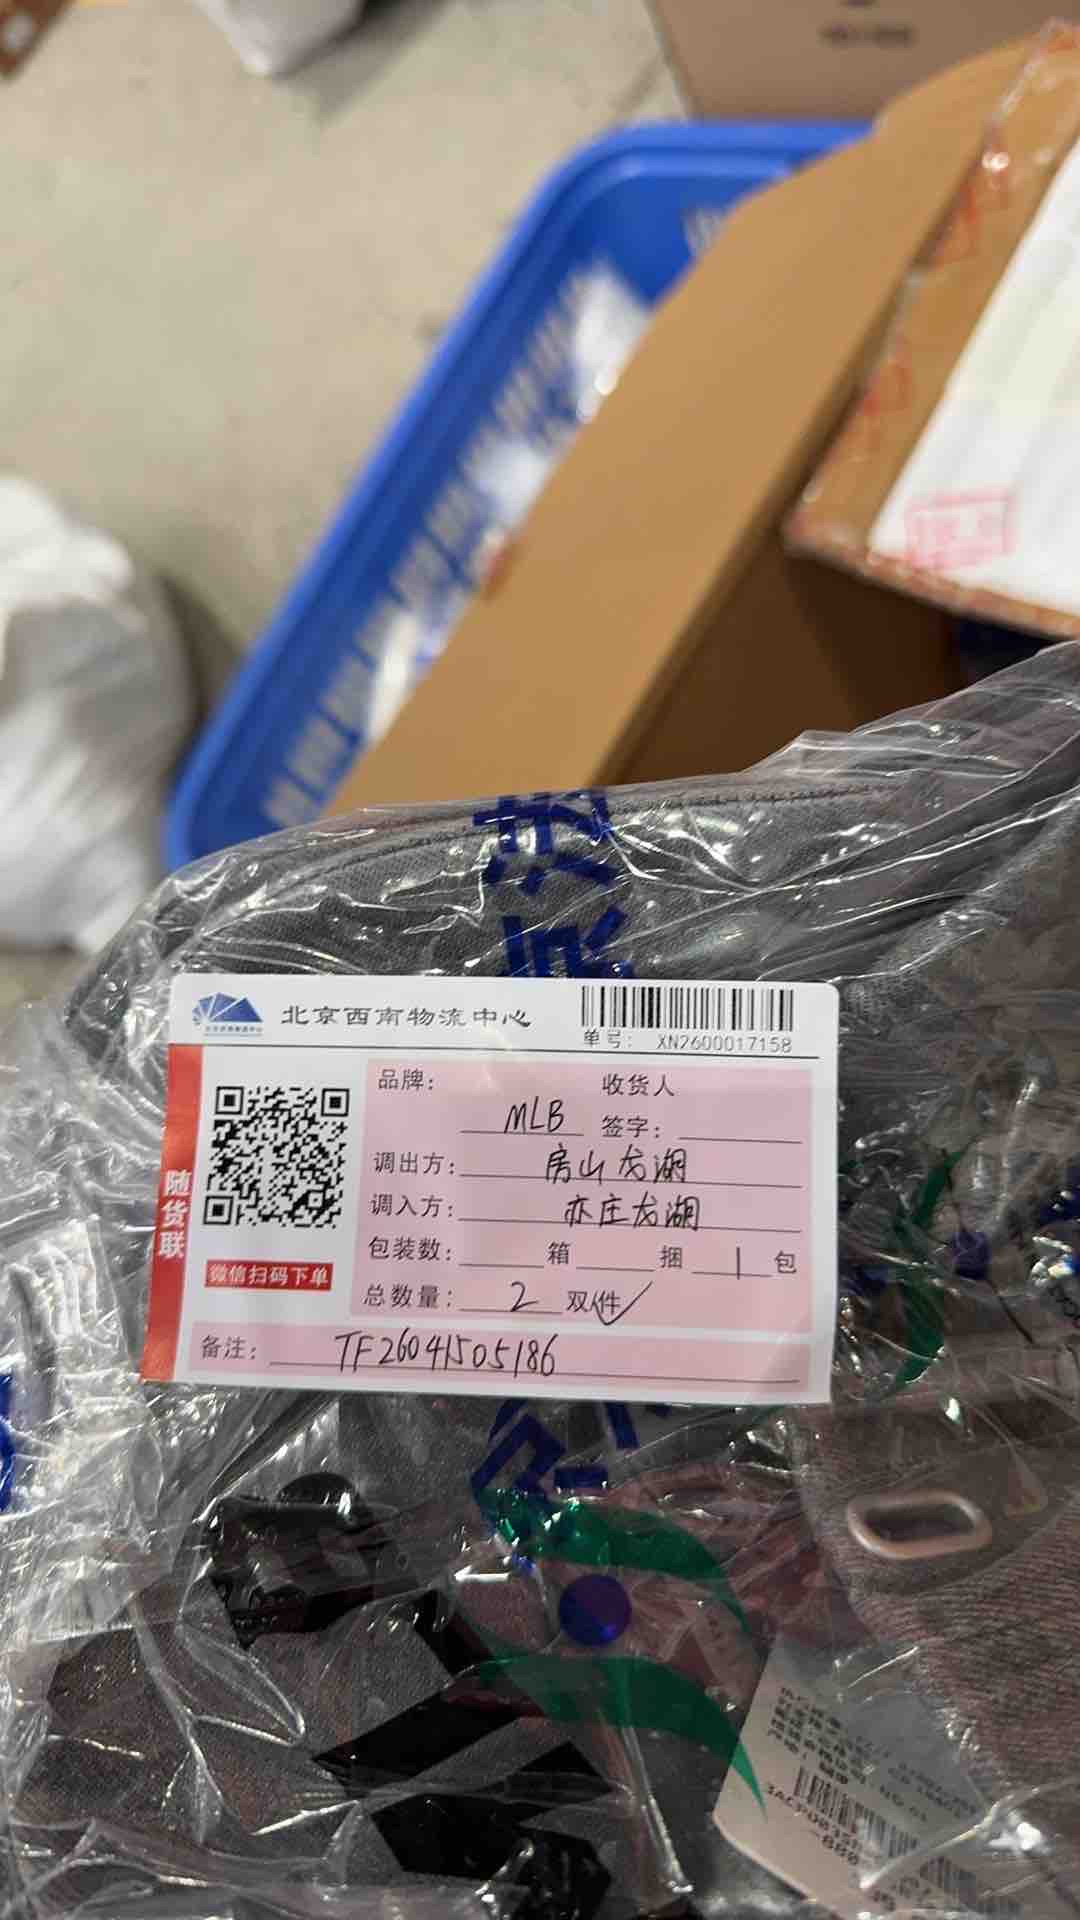 北京西南物流中心
单号: XN2600017158
随货联
微信扫码下单
品牌: MLB
收货人
签字:
调出方: 房山龙湖
调入方: 亦庄龙湖
包装数: 箱 捆 1 包
总数量: 2 双/件✓
备注: TF26041505186